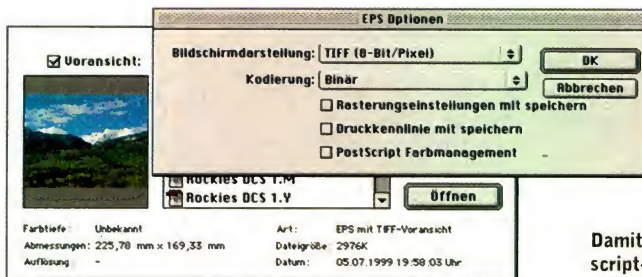 EPS Optionen
Bildschirmdarstellung: TIFF (8-Bit/Pixel)
OK
Kodierung: Binär
Abbrechen
Rasterungseinstellungen mit speichern
Druckkennlinie mit speichern
PostScript Farbmanagement
Voransicht:
Rockies DCS 1.M
Rockies DCS 1.Y
Öffnen
Farbtiefe: Unbekannt
Art: EPS mit TIFF-Voransicht
Abmessungen: 225,78 mm x 169,33 mm
Dateigröße: 2976K
Auflösung -
Datum: 05.07.1999 19:58:03 Uhr
Damit
script-